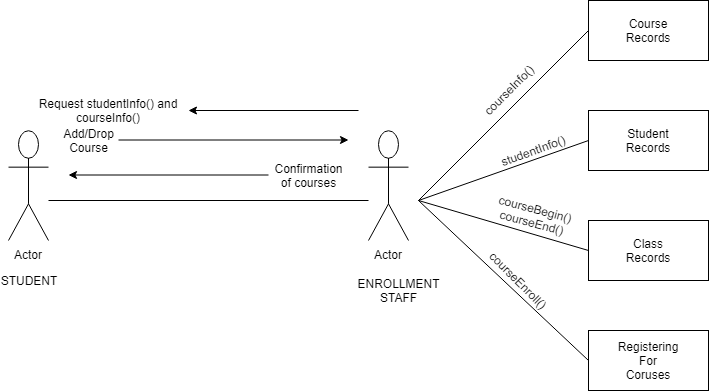 Course
Records
courseInfo()
Request studentInfo() and
courseInfo()
Add/Drop
Course
Student
Records
studentInfo()
Confirmation
of courses
courseBegin()
courseEnd()
Class
Records
Actor
STUDENT
Actor
ENROLLMENT
STAFF
courseEnroll()
Registering
For
Coruses